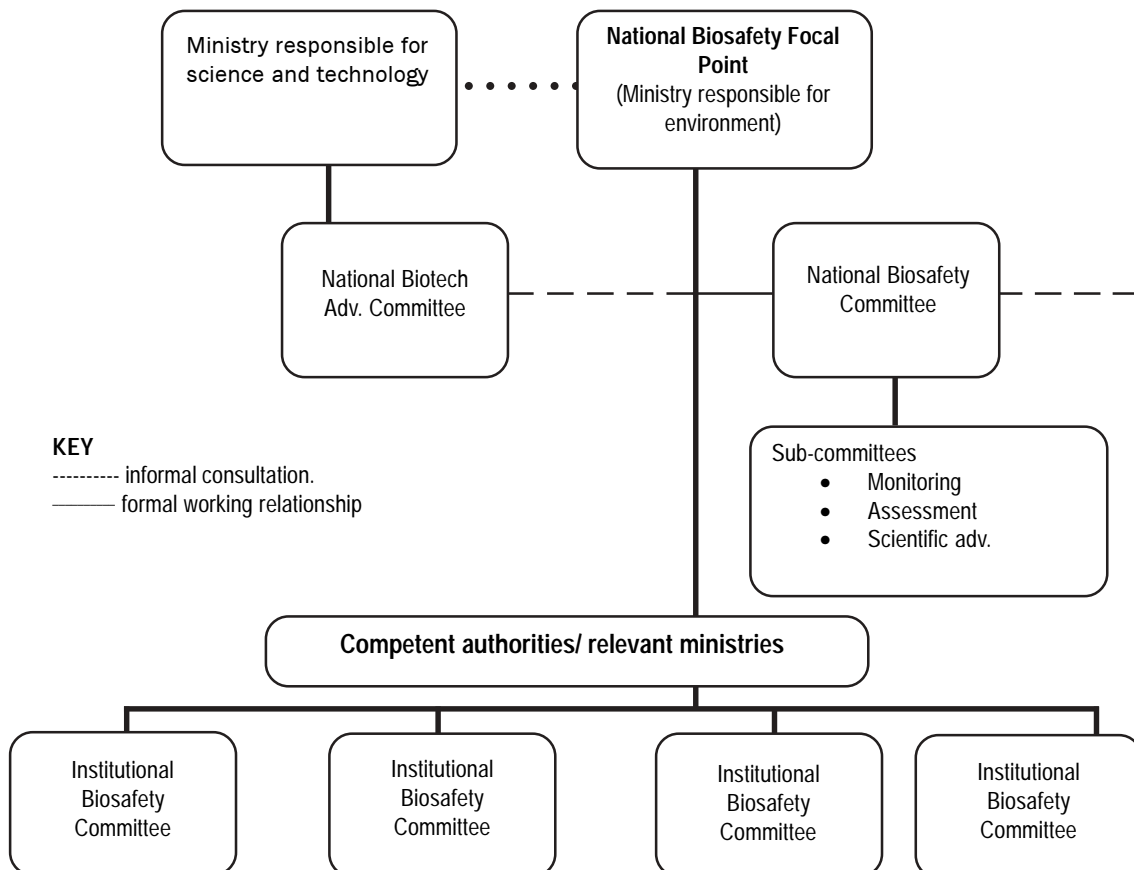 Ministry responsible for
science and technology
National Biosafety Focal
Point
(Ministry responsible for
environment)
National Biotech
Adv. Committee
National Biosafety
Committee
KEY
---------- informal consultation.
――― formal working relationship
Sub-committees
• Monitoring
• Assessment
• Scientific adv.
Competent authorities/ relevant ministries
Institutional
Biosafety
Committee
Institutional
Biosafety
Committee
Institutional
Biosafety
Committee
Institutional
Biosafety
Committee